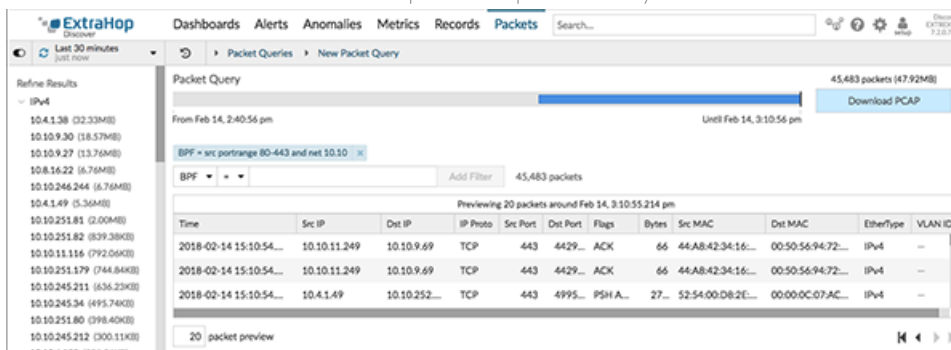 ExtraHop Dashboards Alerts Anomalies Metrics Records Packets Search...
Discover setup
Last 30 minutes Packet Queries New Packet Query
just now
Refine Results Packet Query 45,483 packets (47.92MB)
IPv4 Download PCAP
10.4.1.38 (32.33MB) From Feb 14, 2:40:56 pm Until Feb 14, 3:10:56 pm
10.10.9.30 (18.57MB)
10.10.9.27 (13.76MB) BPF = src portrange 80-443 and net 10.10 ×
10.8.16.22 (6.76MB)
10.10.246.244 (6.76MB) BPF = Add Filter 45,483 packets
10.4.1.49 (5.36MB)
10.10.251.81 (2.00MB) Previewing 20 packets around Feb 14, 3:10:55.214 pm
10.10.251.82 (839.38KB) Time Src IP Dst IP IP Proto Src Port Dst Port Flags Bytes Src MAC Dst MAC EtherType VLAN ID
10.10.11.116 (792.06KB) 2018-02-14 15:10:54.... 10.10.11.249 10.10.9.69 TCP 443 4429... ACK 66 44:A8:42:34:16:... 00:50:56:94:72:... IPv4 --
10.10.251.179 (744.84KB)
10.10.245.211 (636.23KB) 2018-02-14 15:10:54.... 10.10.11.249 10.10.9.69 TCP 443 4429... ACK 66 44:A8:42:34:16:... 00:50:56:94:72:... IPv4 --
10.10.245.34 (495.74KB) 2018-02-14 15:10:54.... 10.4.1.49 10.10.252.... TCP 443 4995... PSH A... 27... 52:54:00:D8:2E:... 00:00:0C:07:AC... IPv4 --
10.10.251.80 (398.40KB)
10.10.245.212 (300.11KB) 20 packet preview